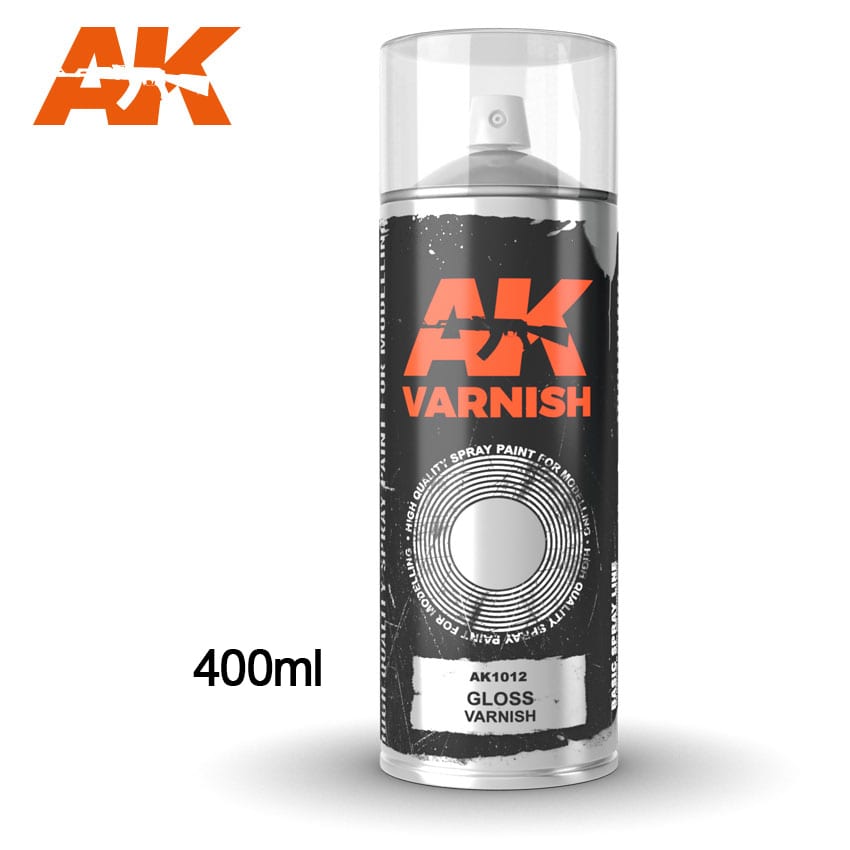 AK
AK
VARNISH
HIGH QUALITY SPRAY PAINT FOR MODELLING • HIGH QUALITY SPRAY PAINT FOR MODELLING •
AK1012
GLOSS
VARNISH
400ml
HIGH QUALITY SPRAY PAINT FOR MODELLING
BASIC SPRAY LINE